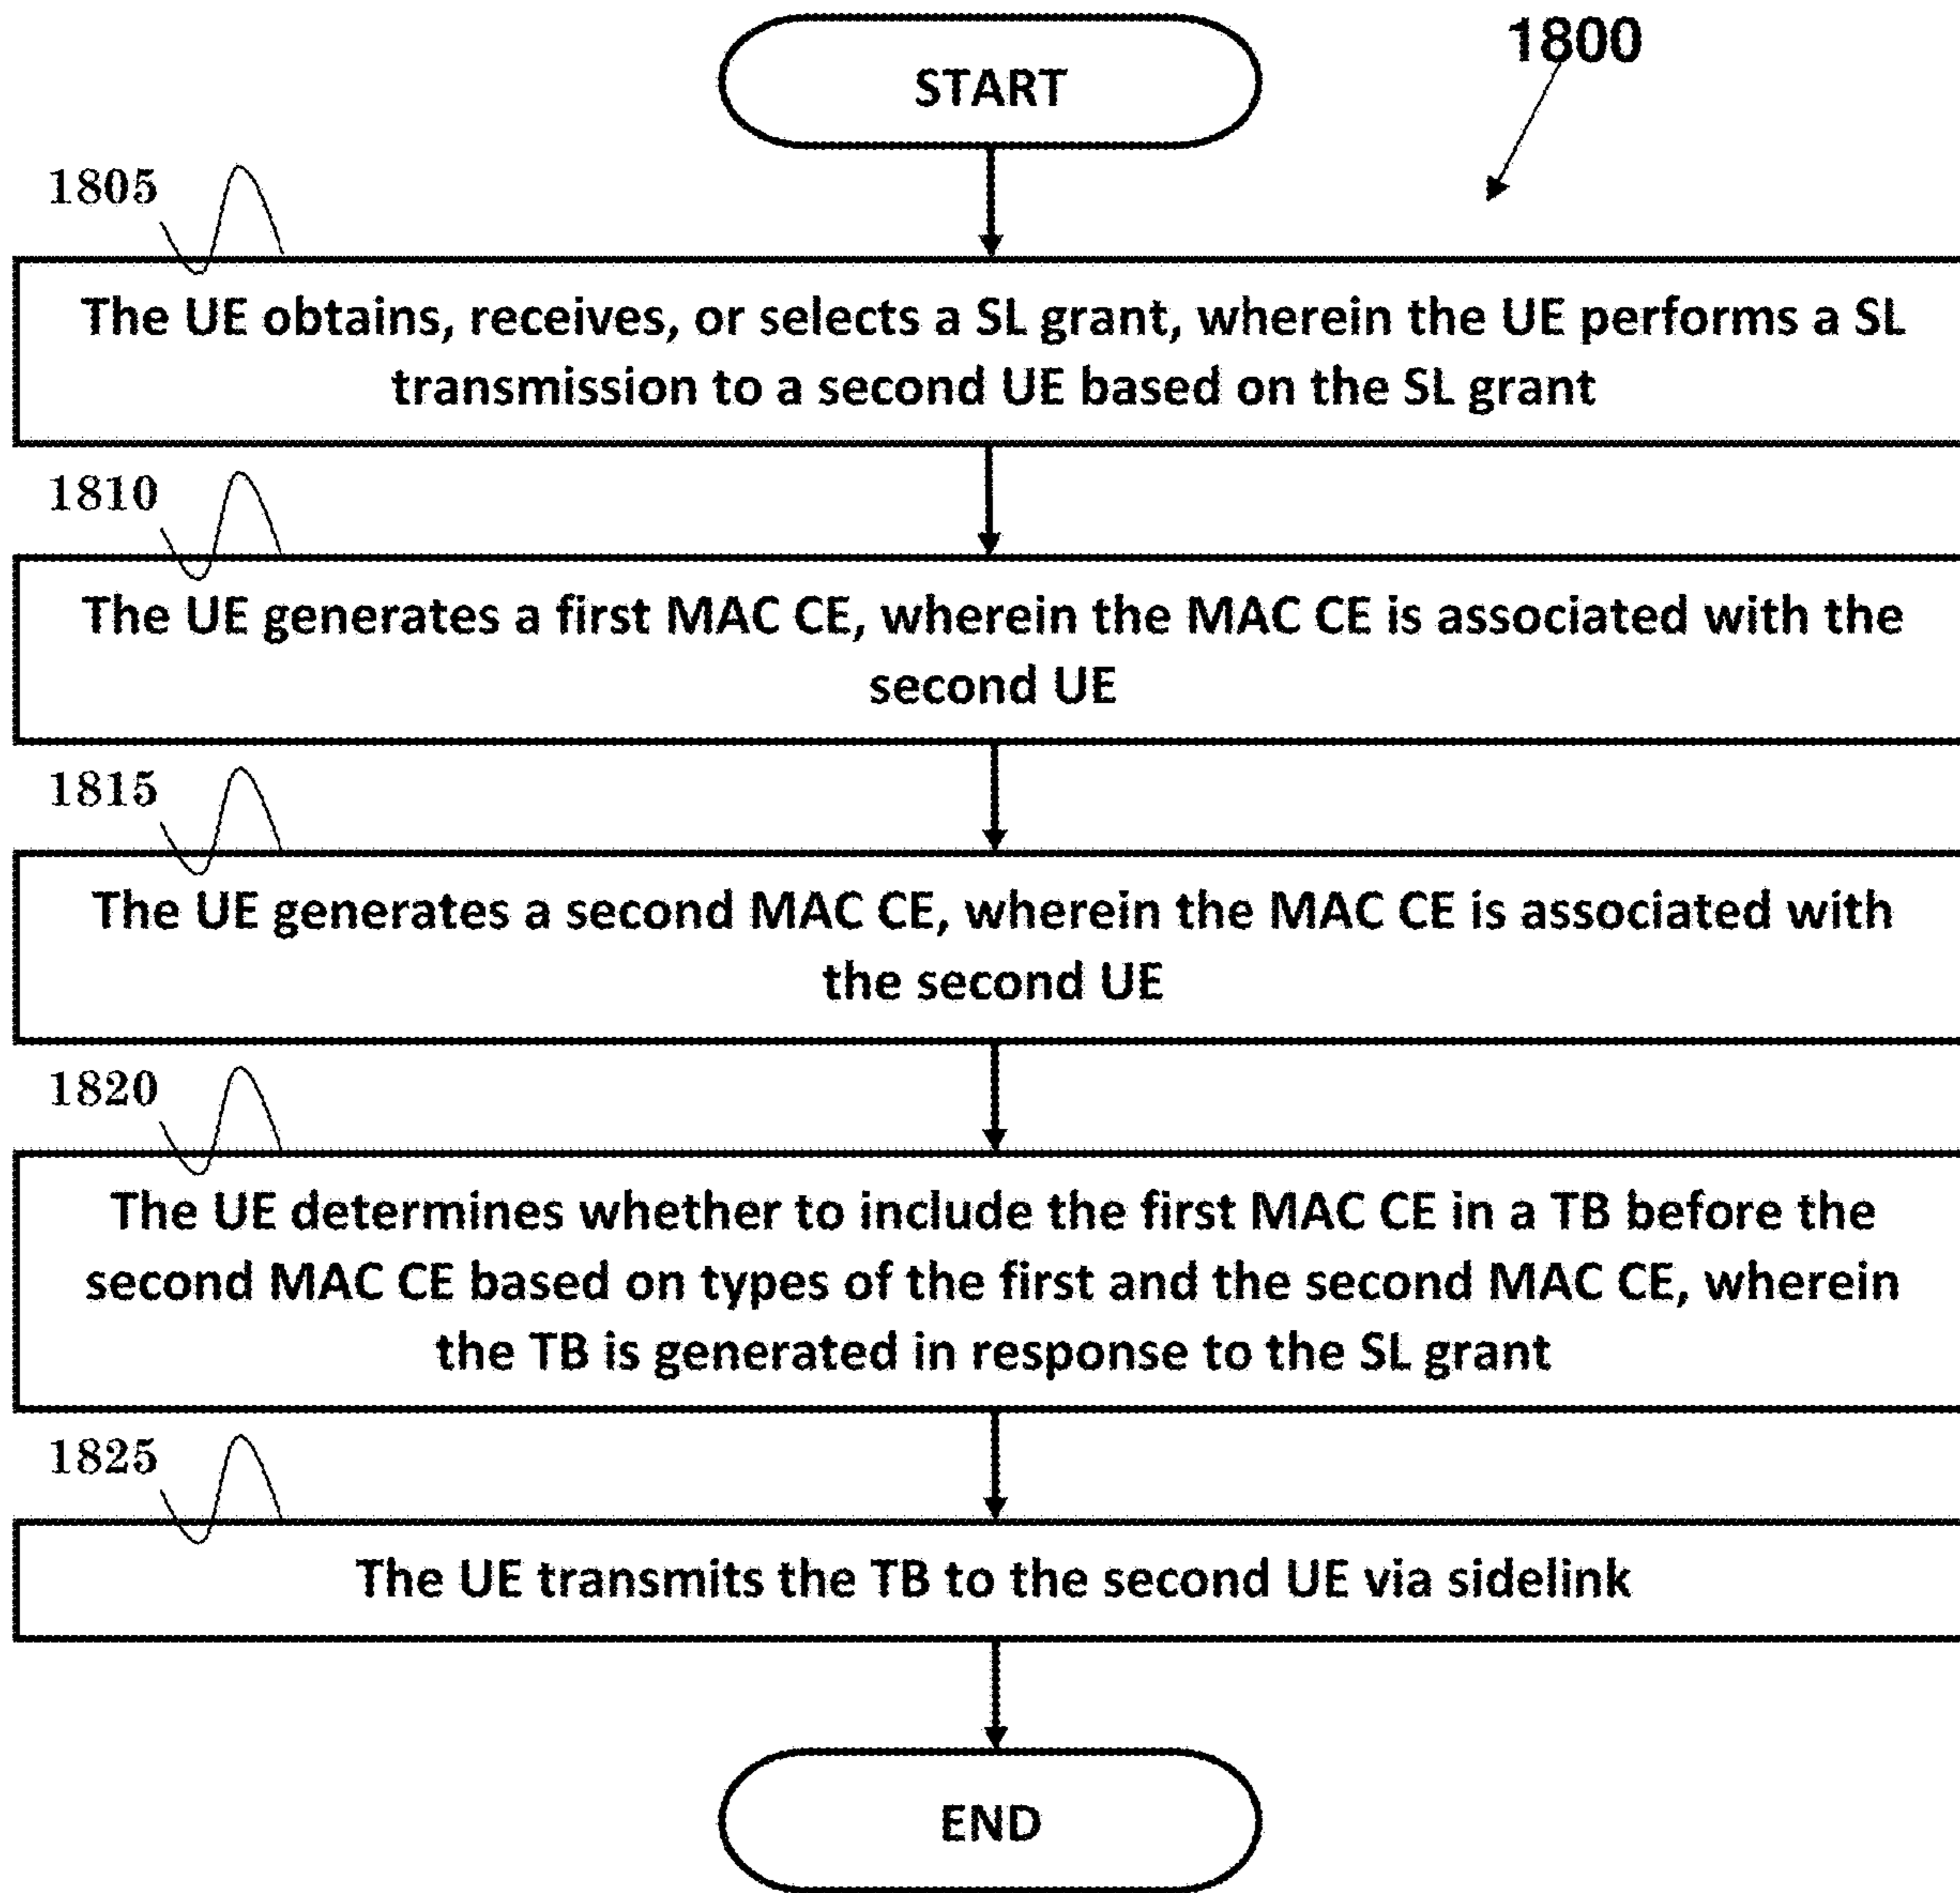 START
1800
1805
The UE obtains, receives, or selects a SL grant, wherein the UE performs a SL
transmission to a second UE based on the SL grant
1810
The UE generates a first MAC CE, wherein the MAC CE is associated with the
second UE
1815
The UE generates a second MAC CE, wherein the MAC CE is associated with
the second UE
1820
The UE determines whether to include the first MAC CE in a TB before the
second MAC CE based on types of the first and the second MAC CE, wherein
the TB is generated in response to the SL grant
1825
The UE transmits the TB to the second UE via sidelink
END